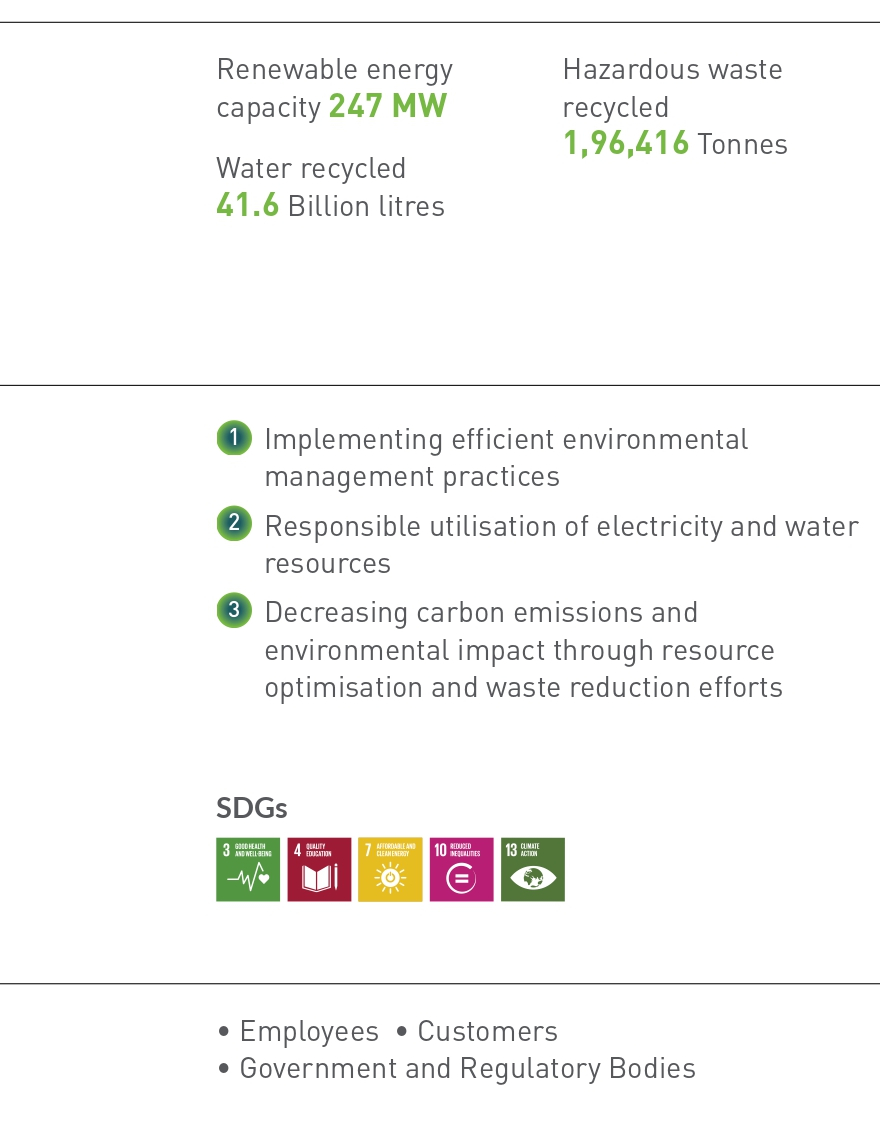 Renewable energy
capacity 247 MW
Water recycled
41.6 Billion litres
Hazardous waste
recycled
1,96,416 Tonnes
1 Implementing efficient environmental
management practices
2 Responsible utilisation of electricity and water
resources
3 Decreasing carbon emissions and
environmental impact through resource
optimisation and waste reduction efforts
SDGs
3 GOOD HEALTH
AND WELL-BEING
4 QUALITY
EDUCATION
7 AFFORDABLE AND
CLEAN ENERGY
10 REDUCED
INEQUALITIES
13 CLIMATE
ACTION
• Employees • Customers
• Government and Regulatory Bodies